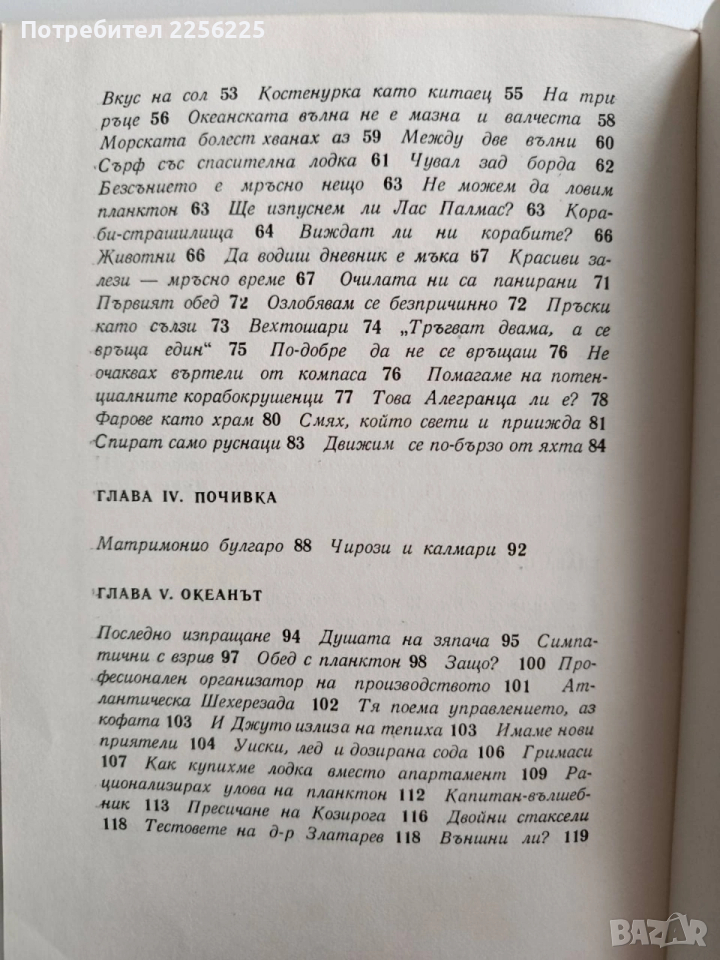 Потребител 2256225
Вкус на сол 53 Костенурка като китаец 55 На три
ръце 56 Океанската вълна не е мазна и валчеста 58
Морската болест хванах аз 59 Между две вълни 60
Сърф със спасителна лодка 61 Чувал зад борда 62
Безсънието е мръсно нещо 63 Не можем да ловим
планктон 63 Ще изпуснем ли Лас Палмас? 63 Кора-
би-страшилища 64 Виждат ли ни корабите? 66
Животни 66 Да водиш дневник е мъка 67 Красиви за-
лези — мръсно време 67 Очилата ни са панирани 71
Първият обед 72 Озлобявам се безпричинно 72 Пръски
като сълзи 73 Вехтошари 74 „Тръгват двама, а се
връща един“ 75 По-добре да не се връщаш 76 Не
очаквах въртели от компаса 76 Помагаме на потен-
циалните корабокрушенци 77 Това Алегранца ли е? 78
Фарове като храм 80 Смях, който свети и приижда 81
Спират само руснаци 83 Движим се по-бързо от яхта 84
ГЛАВА IV. ПОЧИВКА
Матримонио булгаро 88 Чирози и калмари 92
ГЛАВА V. ОКЕАНЪТ
Последно изпращане 94 Душата на зяпача 95 Симпа-
тични с взрив 97 Обед с планктон 98 Защо? 100 Про-
фесионален организатор на производството 101 Ат-
лантическа Шехерезада 102 Тя поема управлението, аз
кофата 103 И Джуто излиза на тепиха 103 Имаме нови
приятели 104 Уиски, лед и дозирана сода 106 Гримаси
107 Как купихме лодка вместо апартамент 109 Ра-
ционализирах улова на планктон 112 Капитан-вълшеб-
ник 113 Пресичане на Козирога 116 Двойни стаксели
118 Тестовете на д-р Златарев 118 Външни ли? 119
BAZAR